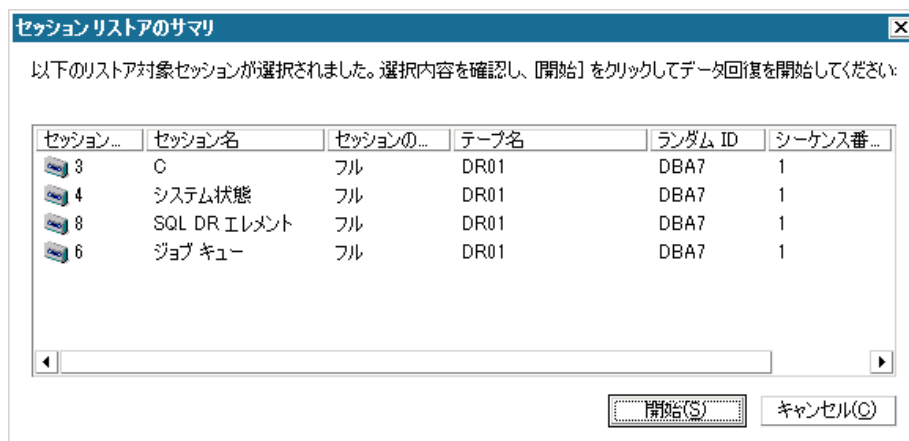 セッション リストアのサマリ
以下のリストア対象セッションが選択されました。選択内容を確認し、[開始] をクリックしてデータ回復を開始してください:
セッション... セッション名 セッションの... テープ名 ランダム ID シーケンス番...
3 C フル DR01 DBA7 1
4 システム状態 フル DR01 DBA7 1
8 SQL DR エレメント フル DR01 DBA7 1
6 ジョブ キュー フル DR01 DBA7 1
開始(S) キャンセル(C)